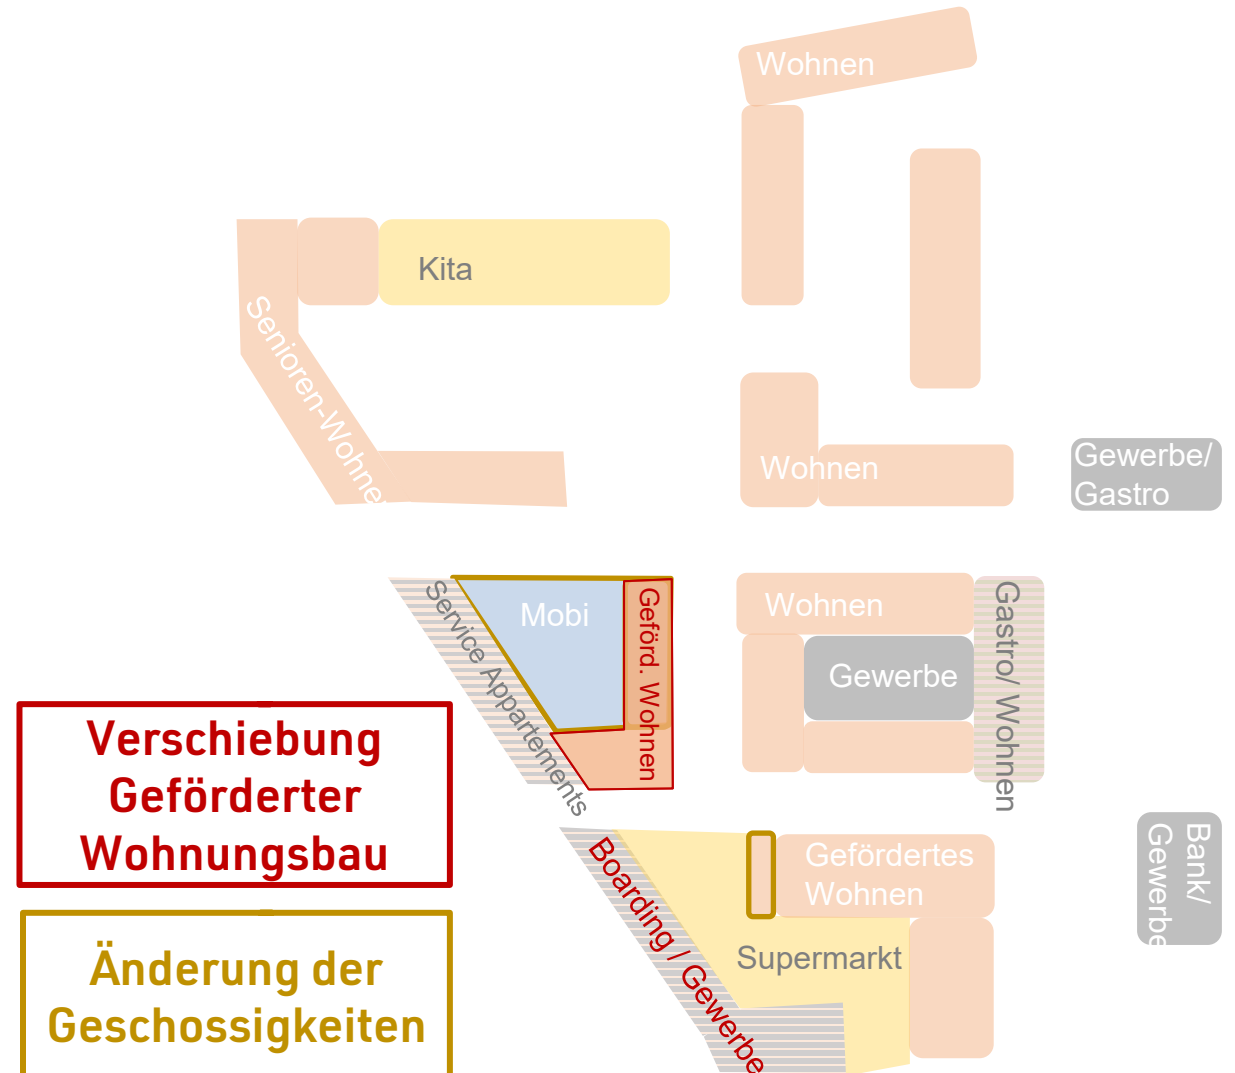 Wohnen
Kita
Senioren-Wohnen
Wohnen
Gewerbe/
Gastro
Service Appartements
Mobi
Geförd. Wohnen
Wohnen
Gewerbe
Gastro/ Wohnen
Verschiebung
Geförderter
Wohnungsbau
Boarding / Gewerbe
Gefördertes
Wohnen
Bank/
Gewerbe
Supermarkt
Änderung der
Geschossigkeiten